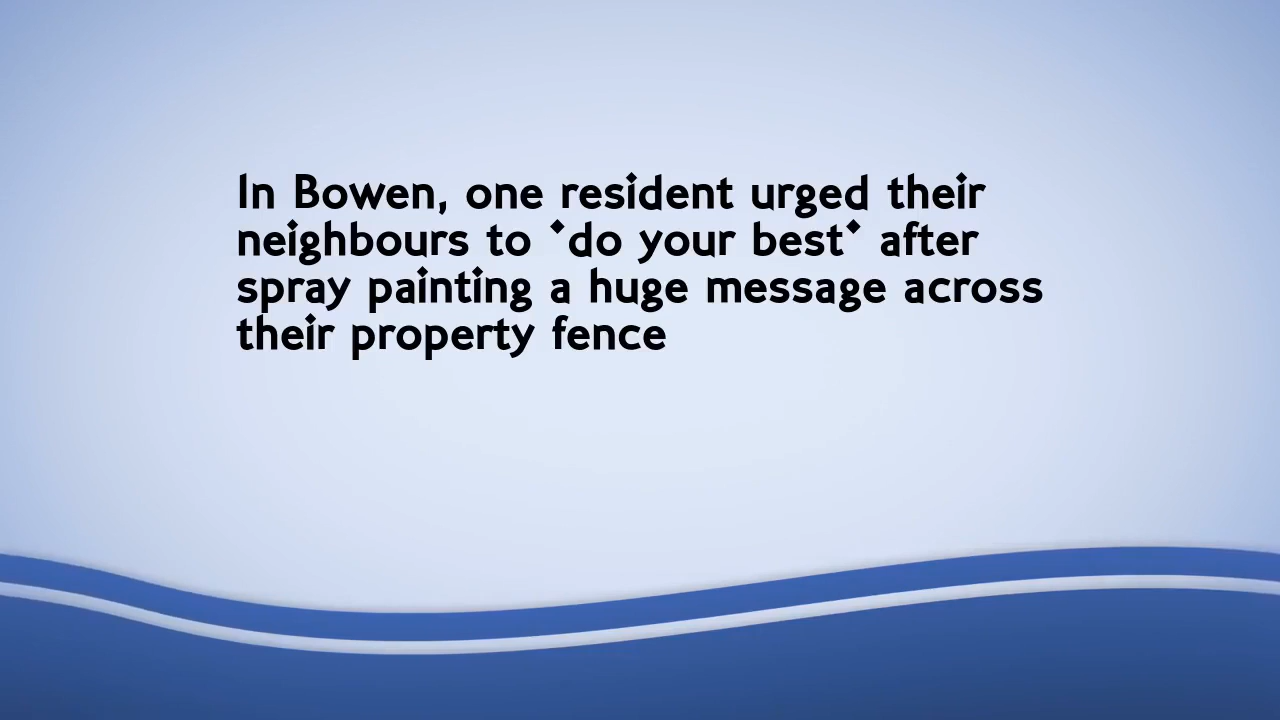 In Bowen, one resident urged their
neighbours to 'do your best' after
spray painting a huge message across
their property fence